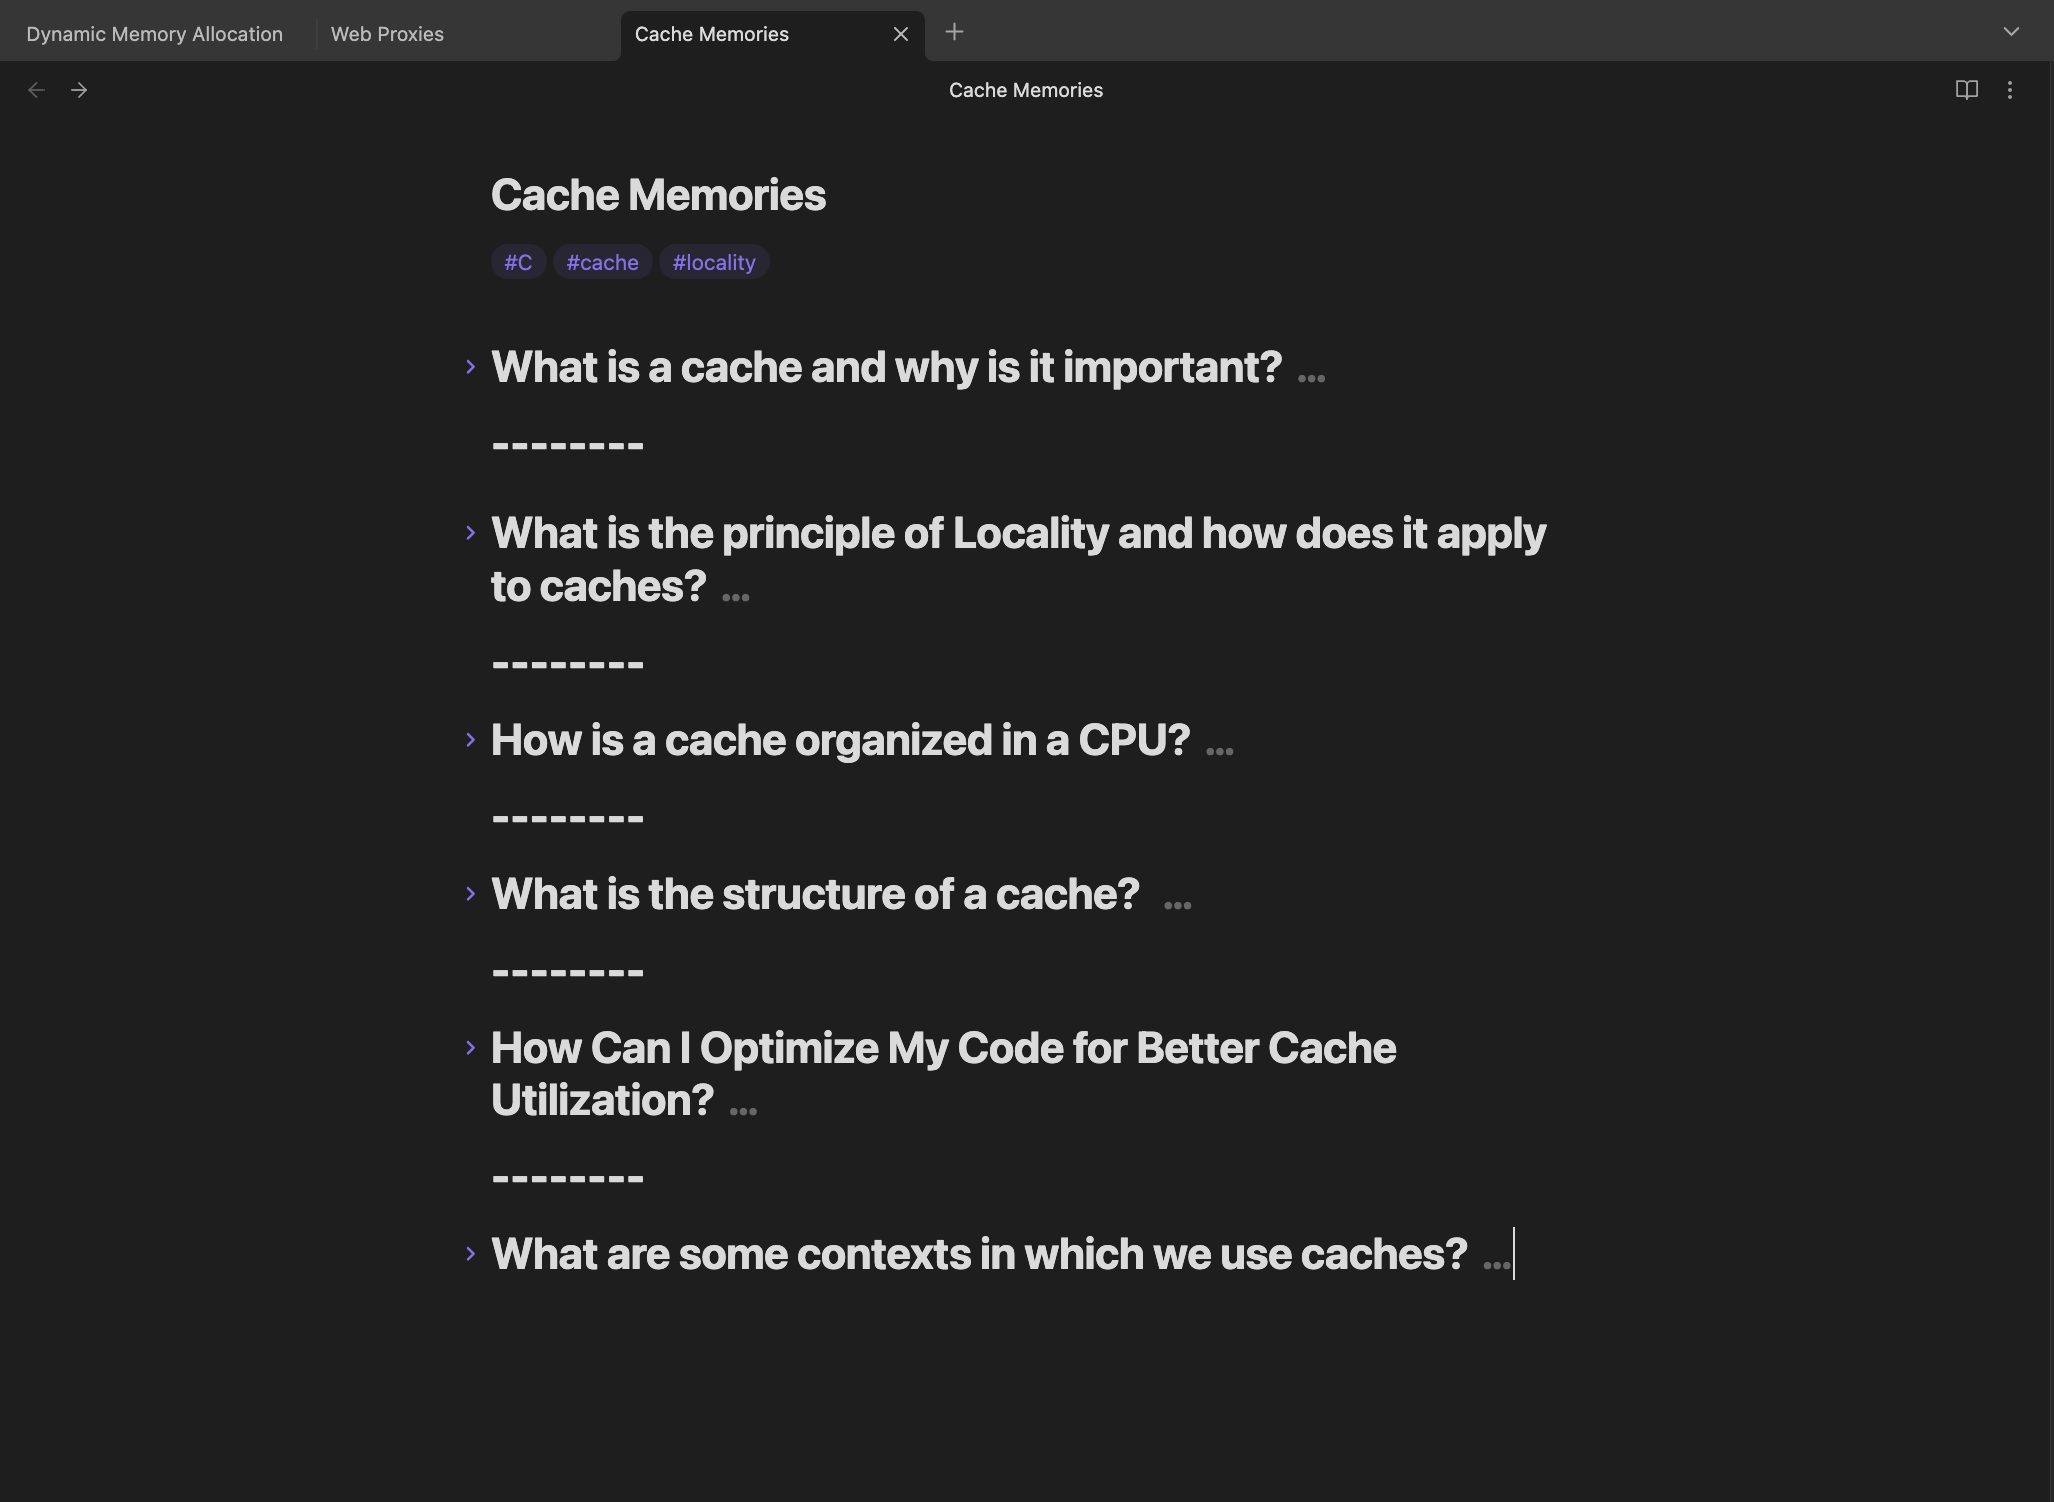 Dynamic Memory Allocation
Web Proxies
Cache Memories
Cache Memories
Cache Memories
#C #cache #locality
What is a cache and why is it important? ...
--------
What is the principle of Locality and how does it apply
to caches? ...
--------
How is a cache organized in a CPU? ...
--------
What is the structure of a cache? ...
--------
How Can I Optimize My Code for Better Cache
Utilization? ...
--------
What are some contexts in which we use caches? ...